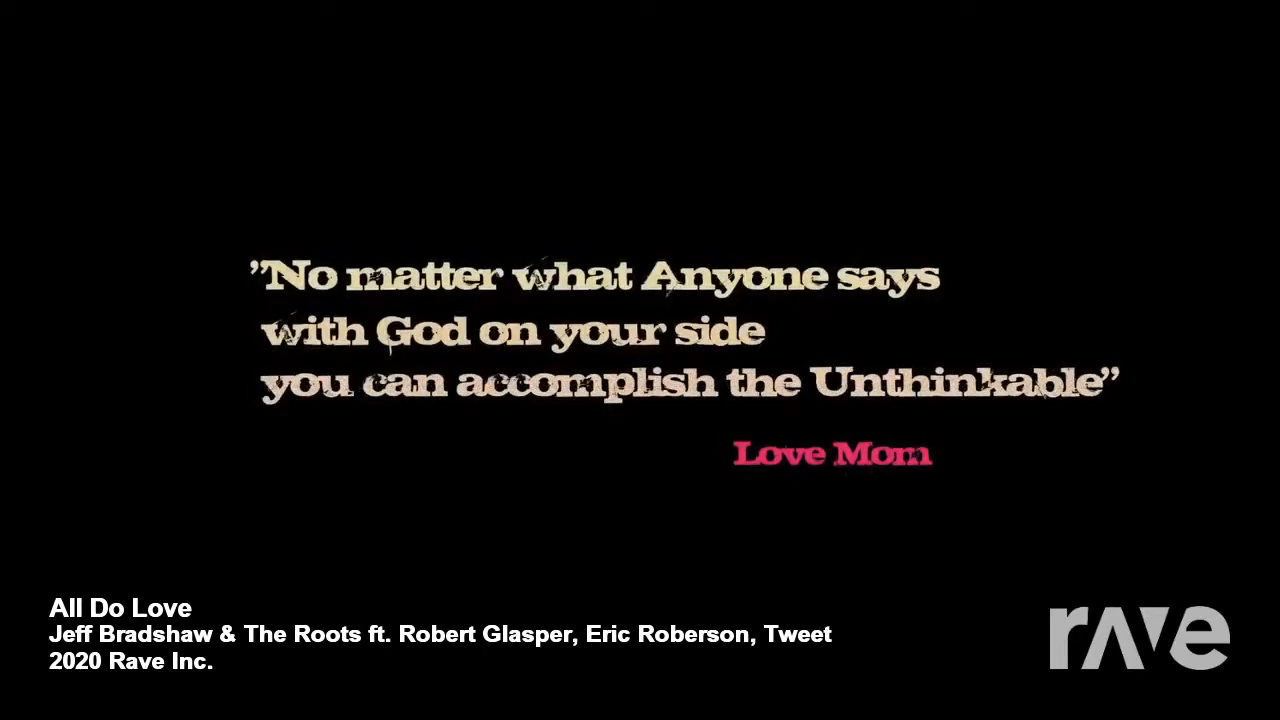 ”No matter what Anyone says
with God on your side
you can accomplish the Unthinkable”
Love Mom
All Do Love
Jeff Bradshaw & The Roots ft. Robert Glasper, Eric Roberson, Tweet
2020 Rave Inc.
rave